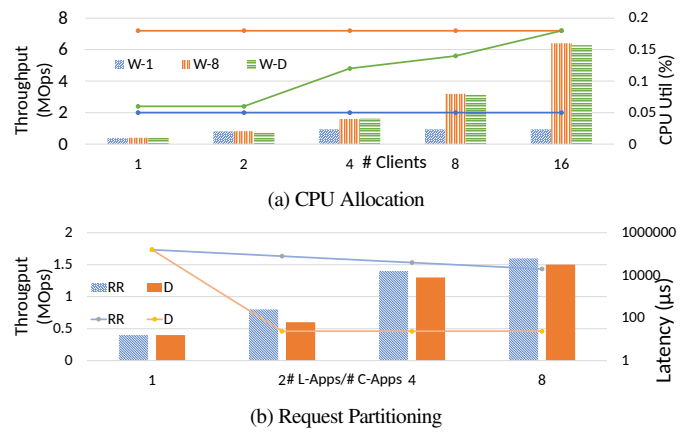 Throughput
(MOps)
8
6
4
2
0
W-1 W-8 W-D
0.2
0.15
0.1
0.05
0
CPU Util (%)
1 2 4 # Clients 8 16
(a) CPU Allocation
Througput
(MOps)
2
1.5
1
0.5
0
RR D
RR D
1000000
10000
100
1
Latency (µs)
1 2 # L-Apps/# C-Apps 4 8
(b) Request Partitioning